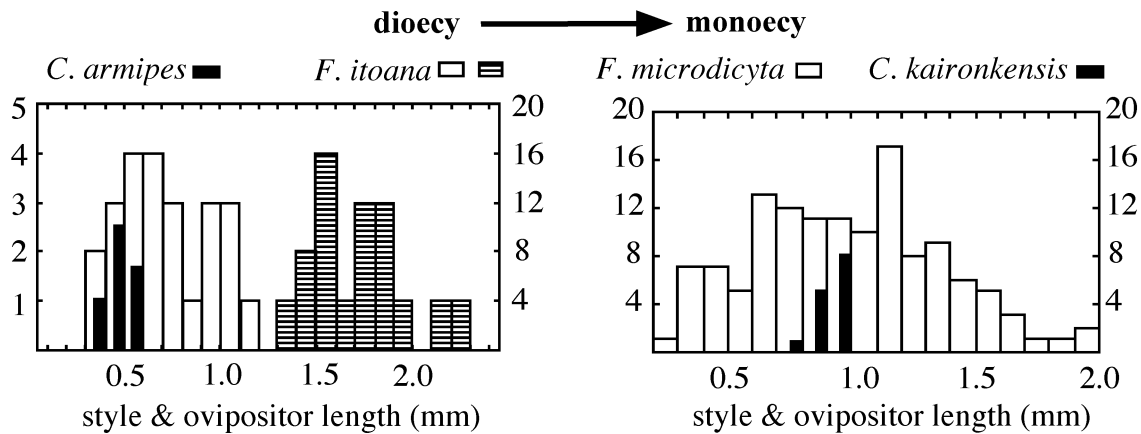 dioecy monoecy
C. armipes F. itoana F. microdicyta C. kaironkensis
5 20 20 20
4 16 16 16
3 12 12 12
2 8 8 8
1 4 4 4
0.5 1.0 1.5 2.0 0.5 1.0 1.5 2.0
style & ovipositor length (mm) style & ovipositor length (mm)